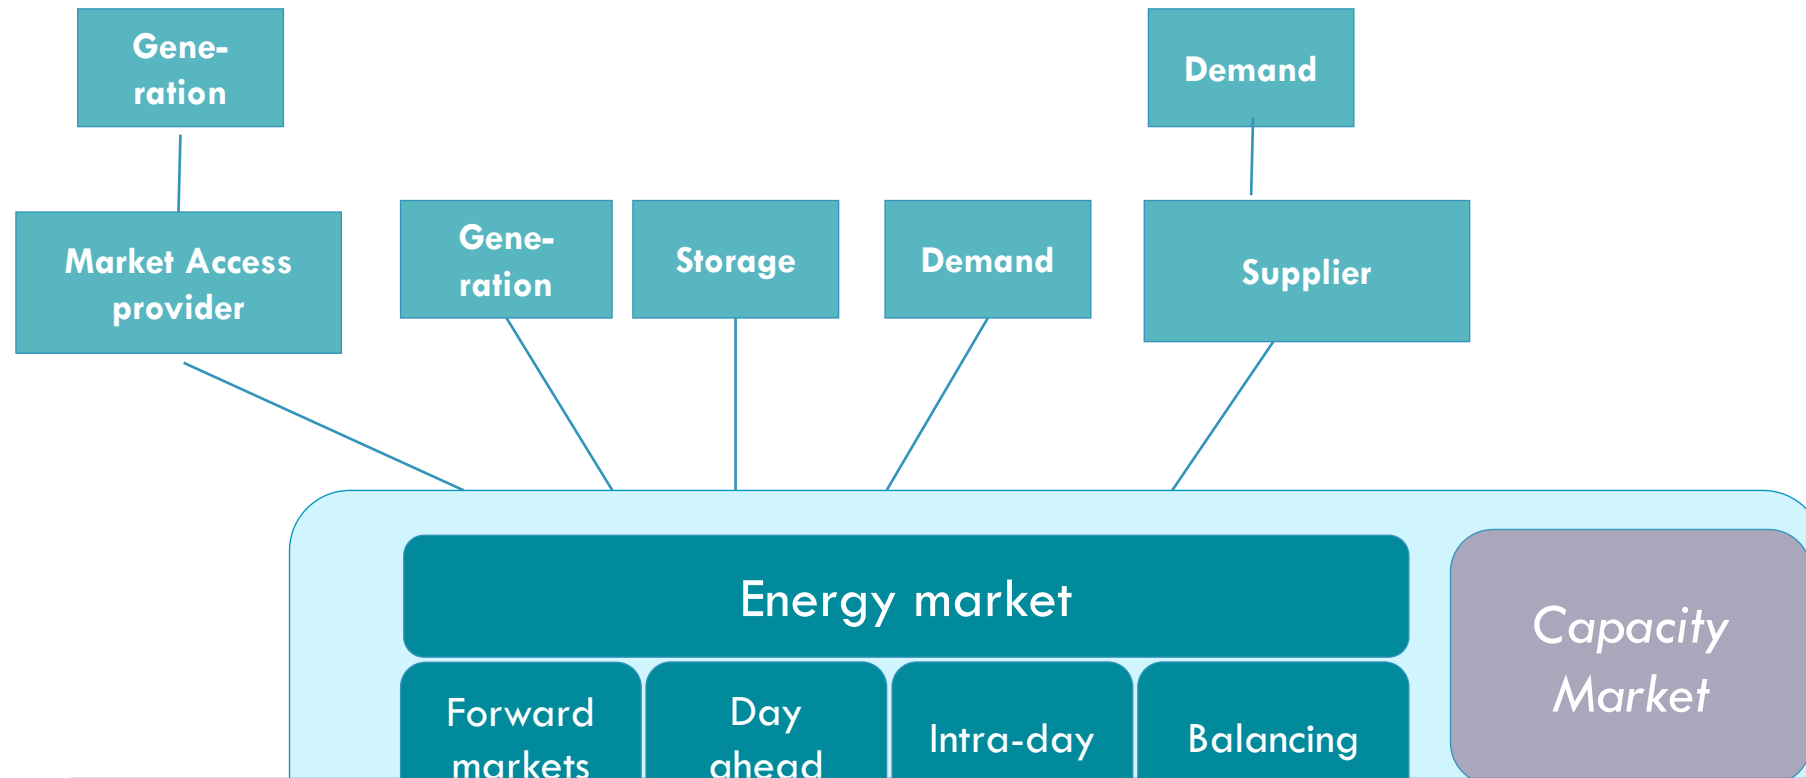 Gene-
ration
Demand
Market Access
provider
Gene-
ration
Storage
Demand
Supplier
Energy market
Capacity
Market
Forward
markets
Day
ahead
Intra-day
Balancing